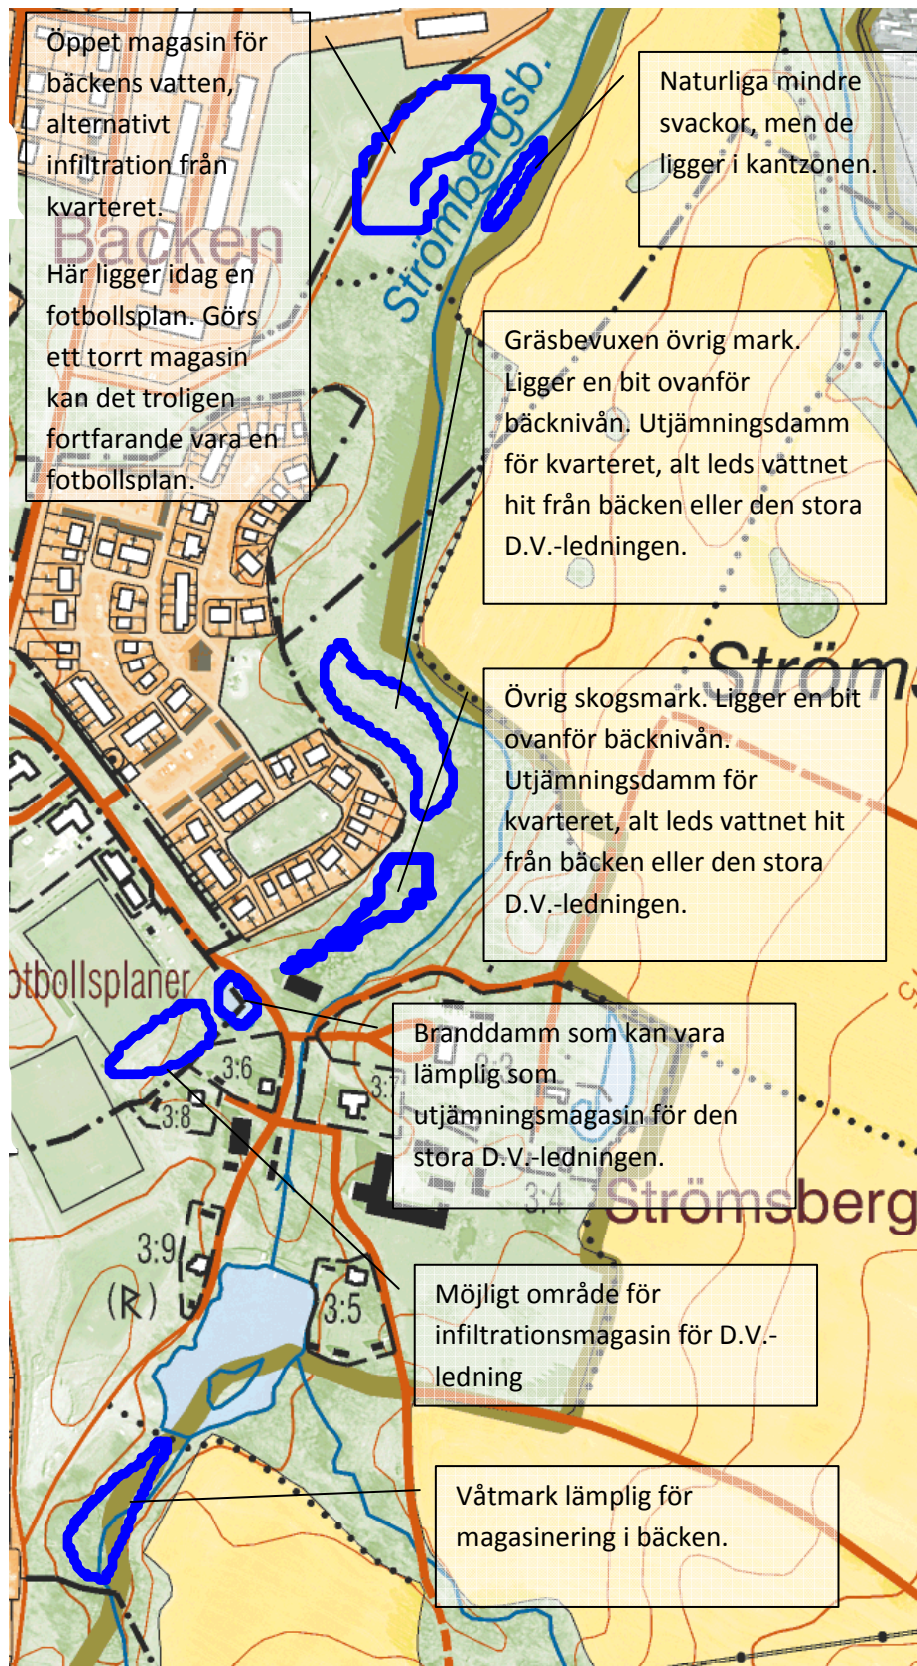 Öppet magasin för
bäckens vatten,
alternativt
infiltration från
kvarteret.
Här ligger idag en
fotbollsplan. Görs
ett torrt magasin
kan det troligen
fortfarande vara en
fotbollsplan.
Bäcken
Strömbergsb.
Naturliga mindre
svackor, men de
ligger i kantzonen.
Gräsbevuxen övrig mark.
Ligger en bit ovanför
bäcknivån. Utjämningsdamm
för kvarteret, alt leds vattnet
hit från bäcken eller den stora
D.V.-ledningen.
Ströms
Övrig skogsmark. Ligger en bit
ovanför bäcknivån.
Utjämningsdamm för
kvarteret, alt leds vattnet hit
från bäcken eller den stora
D.V.-ledningen.
otbollsplaner
5
Branddamm som kan vara
lämplig som
utjämningsmagasin för den
stora D.V.-ledningen.
3:6
3:7
3:3
3:8
3:4
Strömsberg
3:9
(R)
3:5
Möjligt område för
infiltrationsmagasin för D.V.-
ledning
Våtmark lämplig för
magasinering i bäcken.